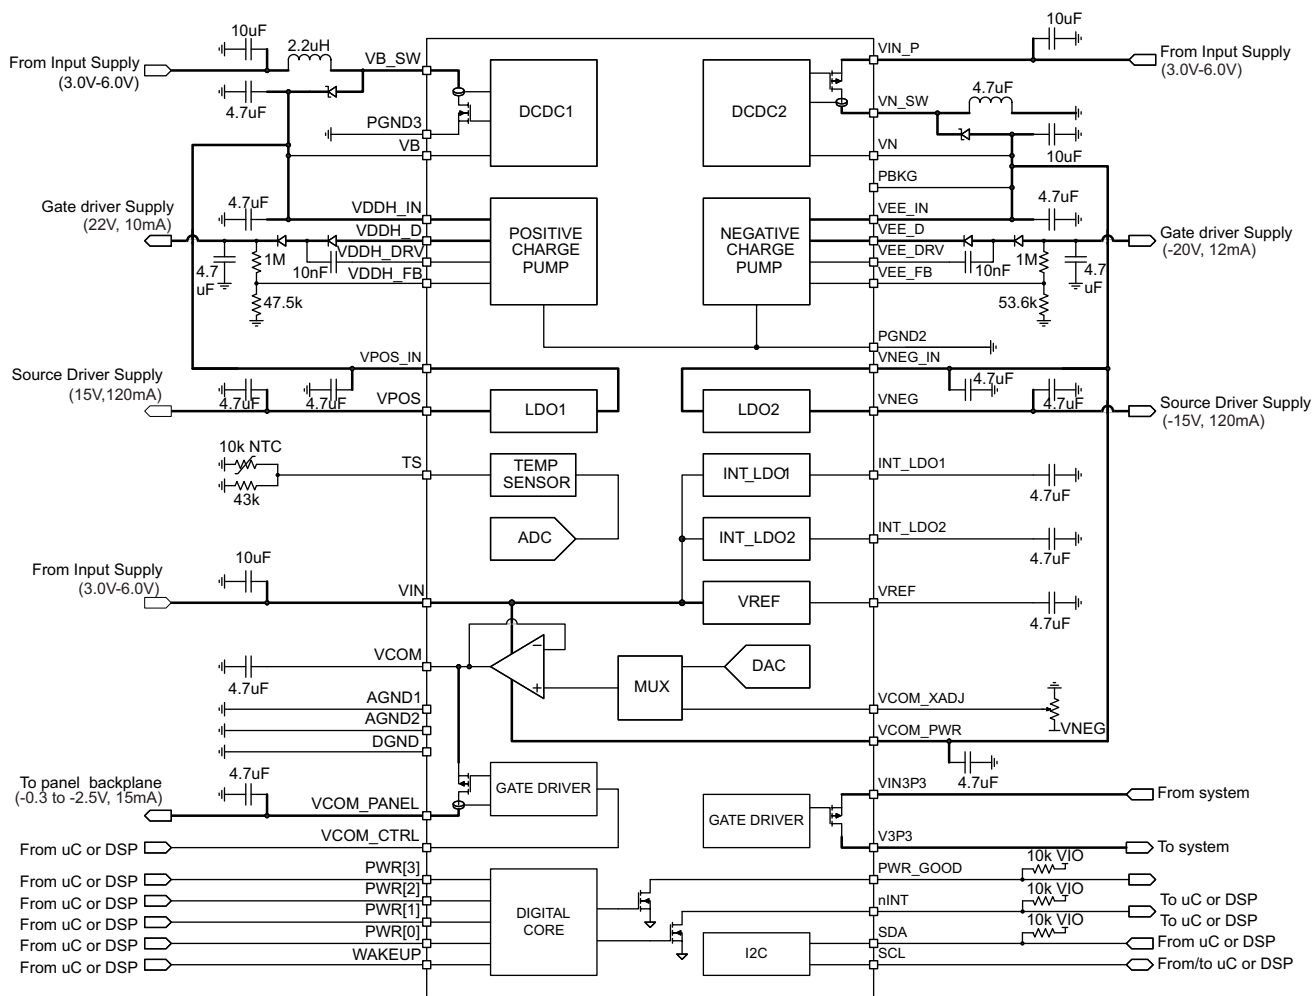 10uF
2.2uH
From Input Supply
(3.0V-6.0V)
VB_SW
4.7uF
PGND3
VB
DCDC1
DCDC2
VIN_P
10uF
From Input Supply
(3.0V-6.0V)
4.7uF
VN_SW
VN
10uF
PBKG
Gate driver Supply
(22V, 10mA)
4.7uF
VDDH_IN
VDDH_D
VDDH_DRV
VDDH_FB
4.7
uF
1M
10nF
47.5k
POSITIVE
CHARGE
PUMP
NEGATIVE
CHARGE
PUMP
VEE_IN
VEE_D
VEE_DRV
VEE_FB
4.7uF
Gate driver Supply
(-20V, 12mA)
10nF
1M
4.7
uF
53.6k
PGND2
VPOS_IN
VNEG_IN
Source Driver Supply
(15V,120mA)
4.7uF
4.7uF
VPOS
LDO1
LDO2
VNEG
4.7uF
4.7uF
Source Driver Supply
(-15V, 120mA)
10k NTC
43k
TS
TEMP
SENSOR
ADC
INT_LDO1
INT_LDO1
4.7uF
INT_LDO2
INT_LDO2
4.7uF
From Input Supply
(3.0V-6.0V)
10uF
VIN
VREF
VREF
4.7uF
VCOM
4.7uF
−
+
MUX
DAC
AGND1
AGND2
DGND
VCOM_XADJ
VNEG
VCOM_PWR
4.7uF
To panel backplane
(-0.3 to -2.5V, 15mA)
4.7uF
VCOM_PANEL
GATE DRIVER
GATE DRIVER
VIN3P3
From system
From uC or DSP
VCOM_CTRL
V3P3
To system
From uC or DSP
PWR[3]
PWR_GOOD
10k VIO
From uC or DSP
PWR[2]
nINT
10k VIO
To uC or DSP
From uC or DSP
PWR[1]
To uC or DSP
DIGITAL
CORE
From uC or DSP
PWR[0]
SDA
10k VIO
From uC or DSP
From uC or DSP
WAKEUP
I2C
SCL
From/to uC or DSP